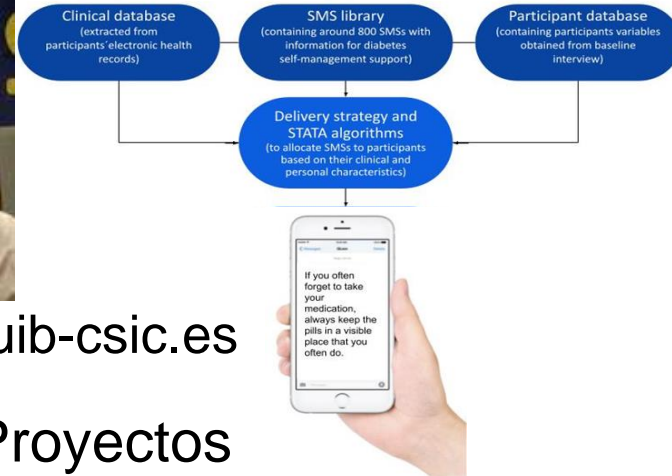 Clinical database
(extracted from
participants´electronic health
records)
SMS library
(containing around 800 SMSs with
information for diabetes
self-management support)
Participant database
(containing participants variables
obtained from baseline
interview)
Delivery strategy and
STATA algorithms
(to allocate SMSs to participants
based on their clinical and
personal characteristics)
If you often
forget to take
your
medication,
always keep the
pills in a visible
place that you
often do.
uib-csic.es
Proyectos